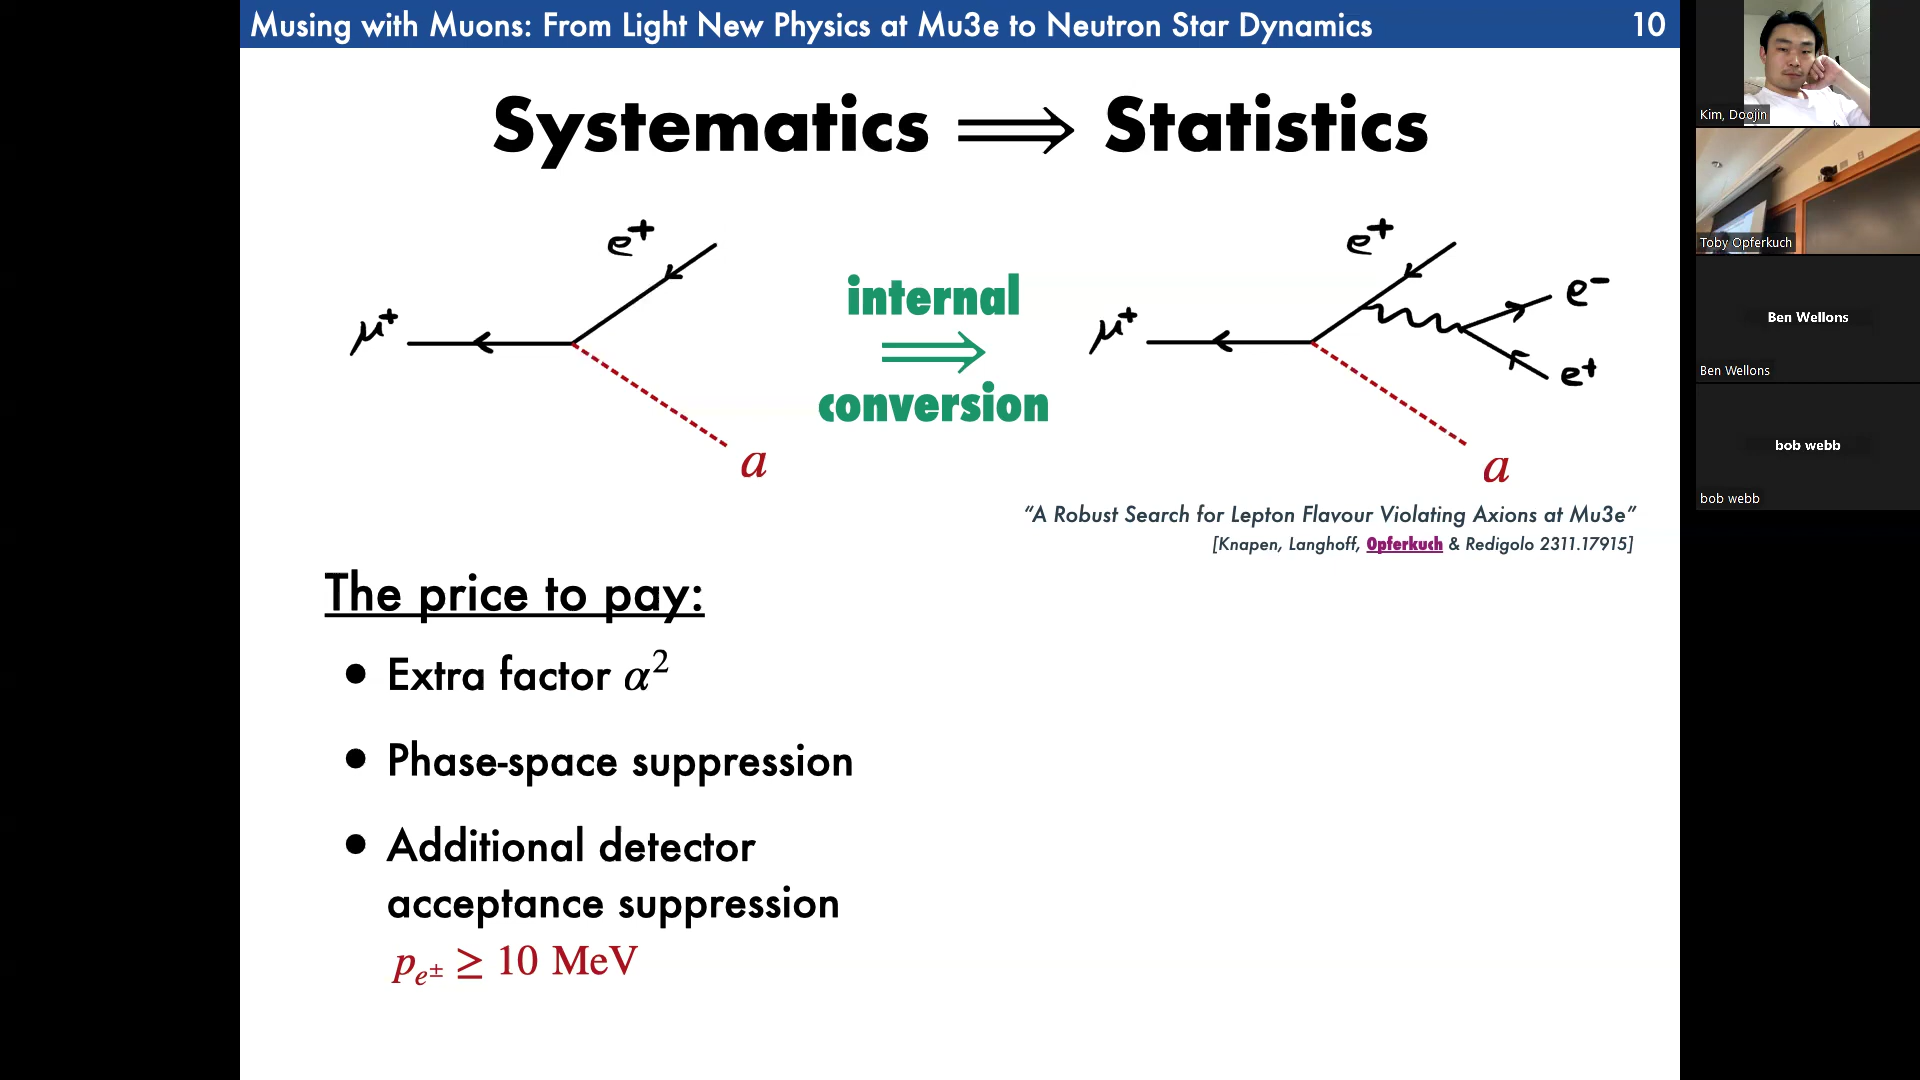 Musing with Muons: From Light New Physics at Mu3e to Neutron Star Dynamics 10
Systematics ⟹ Statistics
μ⁺
e⁺
a
internal
⟹
conversion
μ⁺
e⁺
e⁻
e⁺
a
“A Robust Search for Lepton Flavour Violating Axions at Mu3e”
[Knapen, Langhoff, Opferkuch & Redigolo 2311.17915]
The price to pay:
• Extra factor α²
• Phase-space suppression
• Additional detector
acceptance suppression
p_{e^±} ≥ 10 MeV
Kim, Doojin
Toby Opferkuch
Ben Wellons
Ben Wellons
bob webb
bob webb